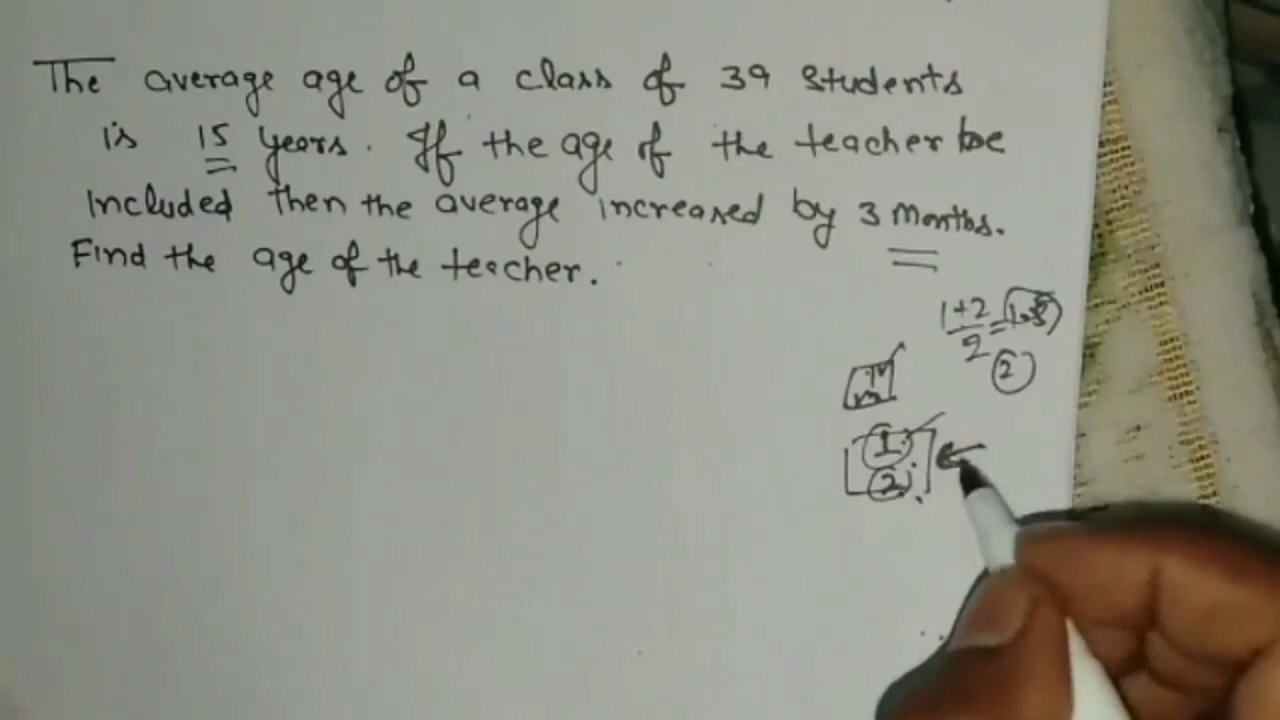 The average age of a class of 39 students
is 15 years. If the age of the teacher be
Included then the average increased by 3 months.
Find the age of the teacher.
1+2
2
2
1
2